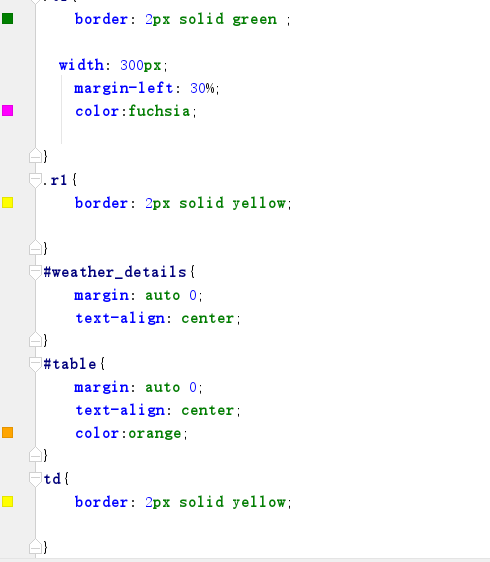 border: 2px solid green ;
width: 300px;
margin-left: 30%;
color:fuchsia;
}
.r1{
border: 2px solid yellow;
}
#weather_details{
margin: auto 0;
text-align: center;
}
#table{
margin: auto 0;
text-align: center;
color:orange;
}
td{
border: 2px solid yellow;
}